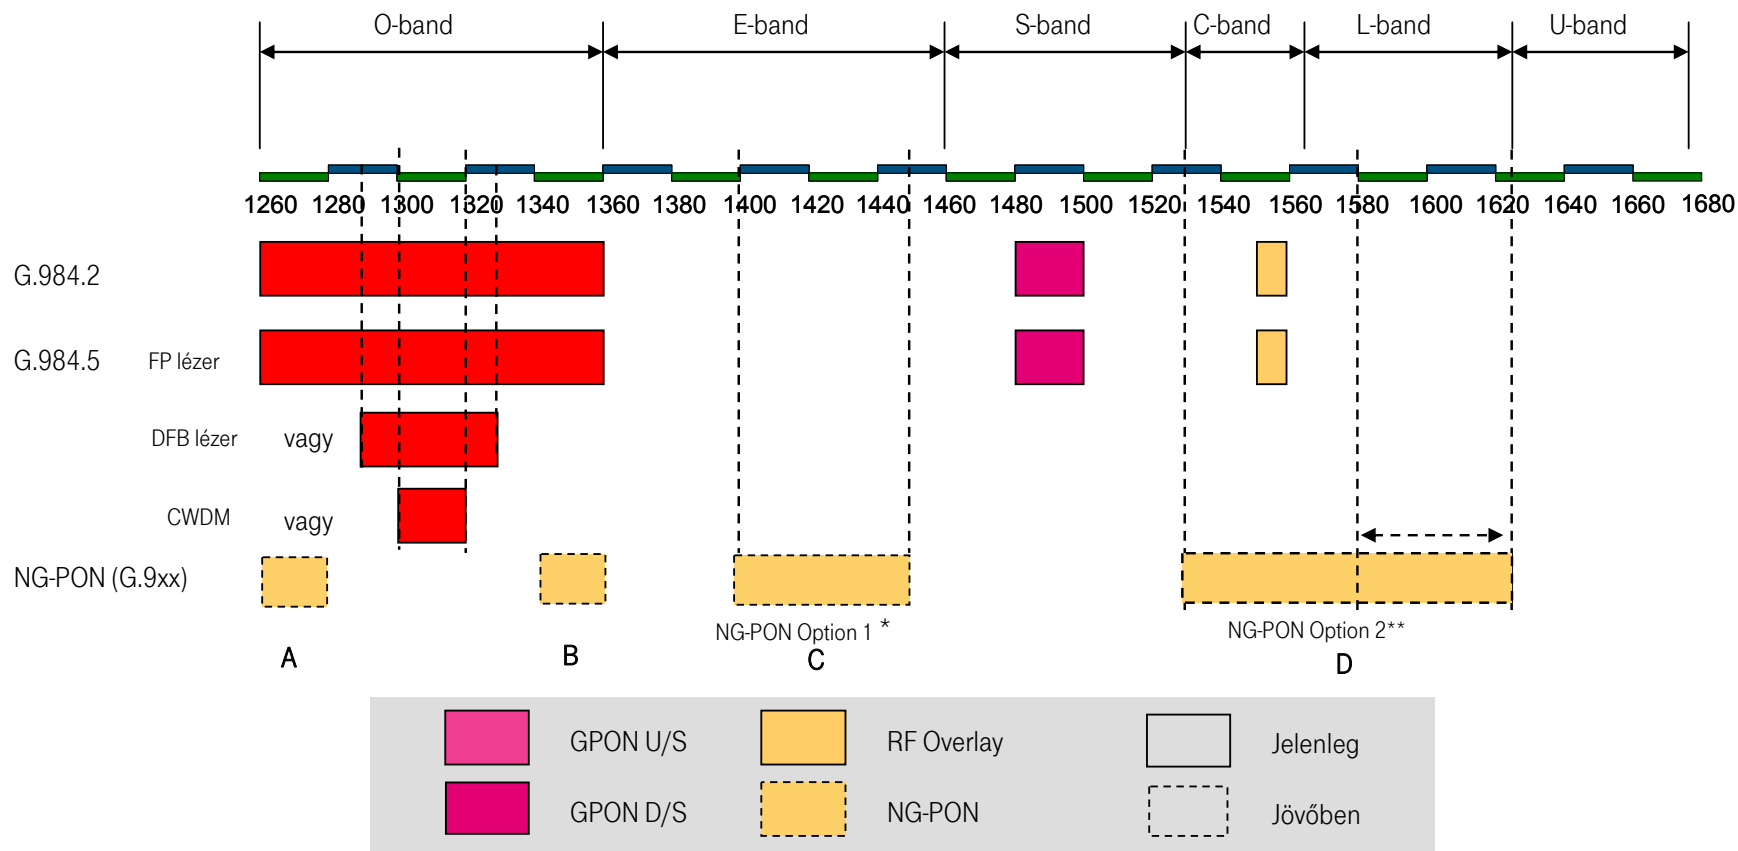 O-band E-band S-band C-band L-band U-band
1260 1280 1300 1320 1340 1360 1380 1400 1420 1440 1460 1480 1500 1520 1540 1560 1580 1600 1620 1640 1660 1680
G.984.2
G.984.5 FP lézer
DFB lézer vagy
CWDM vagy
NG-PON (G.9xx)
NG-PON Option 1 * NG-PON Option 2**
A B C D
GPON U/S RF Overlay Jelenleg
GPON D/S NG-PON Jövőben